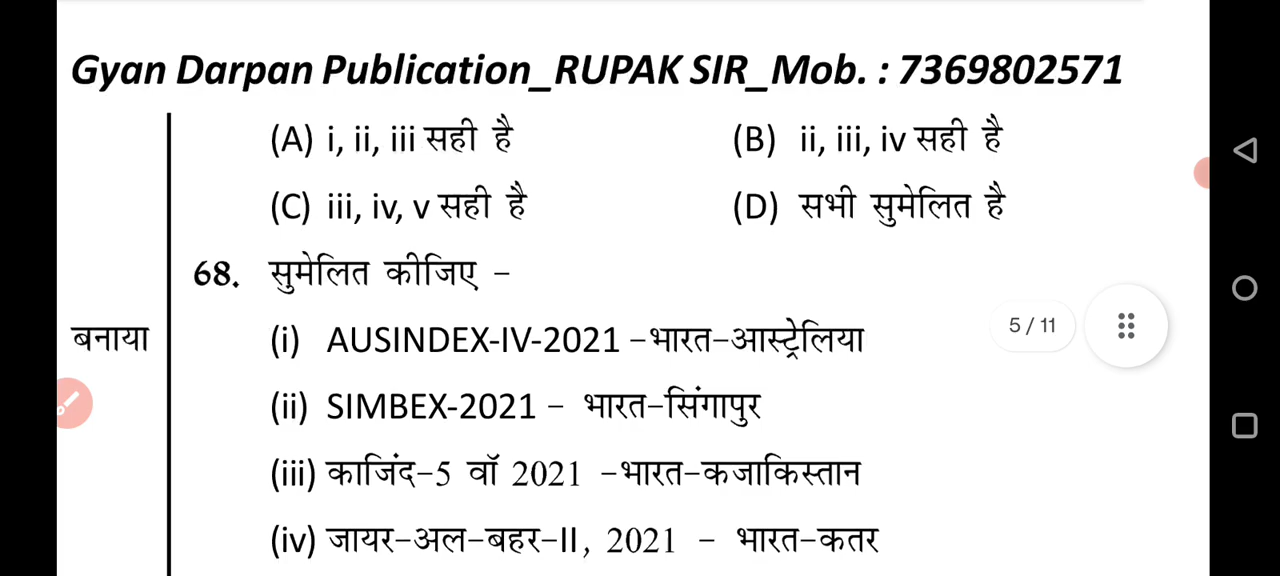 Gyan Darpan Publication_RUPAK SIR_Mob. : 7369802571
(A) i, ii, iii सही है (B) ii, iii, iv सही है
(C) iii, iv, v सही है (D) सभी सुमेलित है
68. सुमेलित कीजिए –
बनाया (i) AUSINDEX-IV-2021 –भारत–आस्ट्रेलिया
5 / 11
(ii) SIMBEX-2021 – भारत–सिंगापुर
(iii) काजिंद–5 वॉ 2021 –भारत–कजाकिस्तान
(iv) जायर–अल–बहर–II, 2021 – भारत–कतर